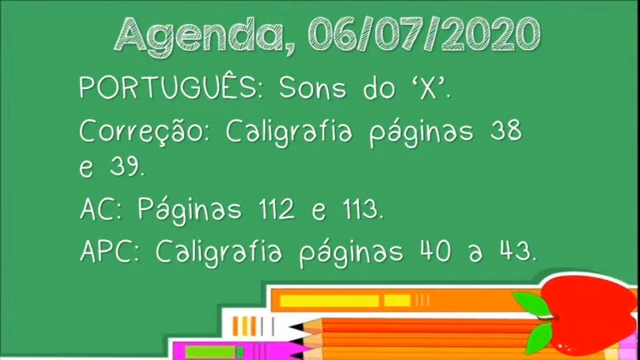 Agenda, 06/07/2020
PORTUGUÊS: Sons do ‘X’.
Correção: Caligrafia páginas 38
e 39.
AC: Páginas 112 e 113.
APC: Caligrafia páginas 40 a 43.